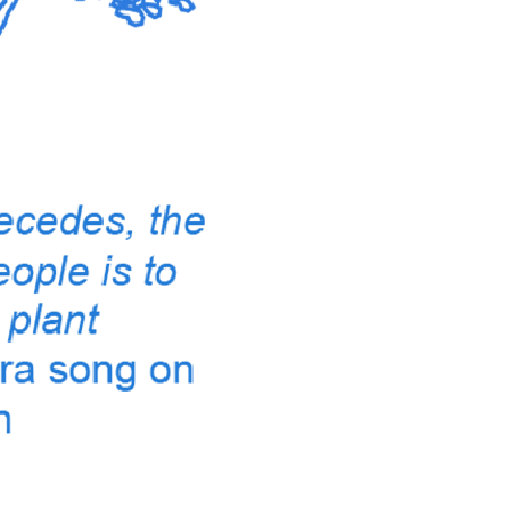 ecedes, the
eople is to
plant
ra song on